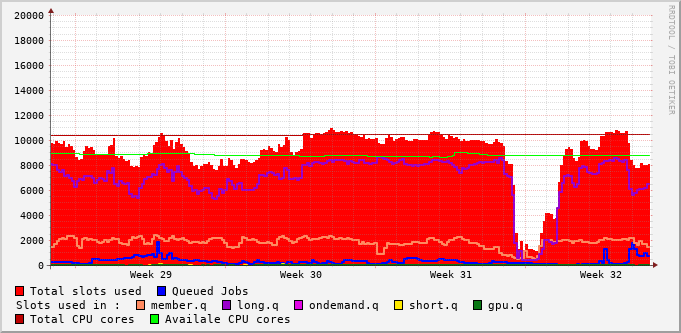 20000
18000
16000
14000
12000
10000
8000
6000
4000
2000
0
Week 29 Week 30 Week 31 Week 32
RRDTOOL / TOBI OETIKER
Total slots used Queued Jobs
Slots used in : member.q long.q ondemand.q short.q gpu.q
Total CPU cores Availale CPU cores